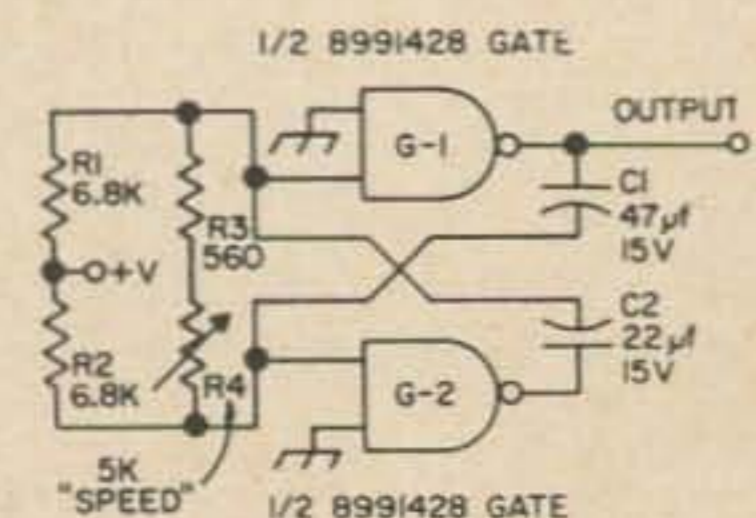 1/2 8991428 GATE
OUTPUT
G-1
R1
6.8K
R3
560
C1
47µf
15V
+V
R2
6.8K
R4
G-2
C2
22µf
15V
5K
"SPEED"
1/2 8991428 GATE